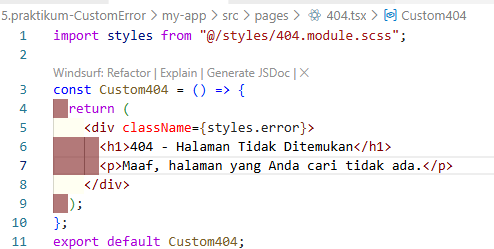 5.praktikum-CustomError > my-app > src > pages > 404.tsx > Custom404
1 import styles from "@/styles/404.module.scss";
2
Windsurf: Refactor | Explain | Generate JSDoc | X
3 const Custom404 = () => {
4 return (
5 <div className={styles.error}>
6 <h1>404 - Halaman Tidak Ditemukan</h1>
7 <p>Maaf, halaman yang Anda cari tidak ada.</p>
8 </div>
9 );
10 };
11 export default Custom404;